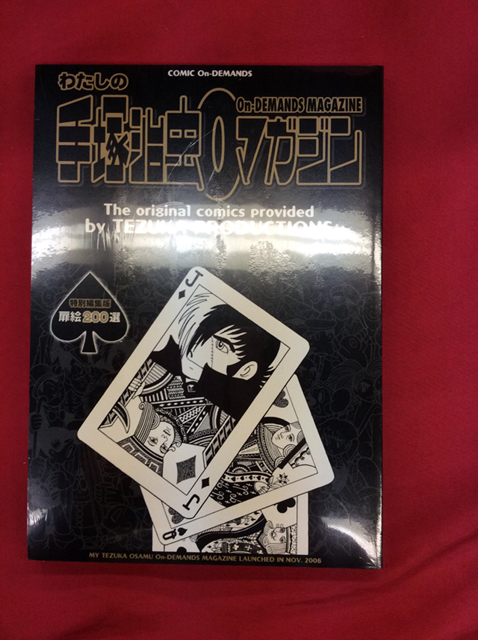 COMIC On-DEMANDS
わたしの
On-DEMANDS MAGAZINE
手塚治虫マガジン
The original comics provided
by TEZUKA PRODUCTIONS
特別編集版
扉絵200選
J
J
Q
MY TEZUKA OSAMU On-DEMANDS MAGAZINE LAUNCHED IN NOV. 2006